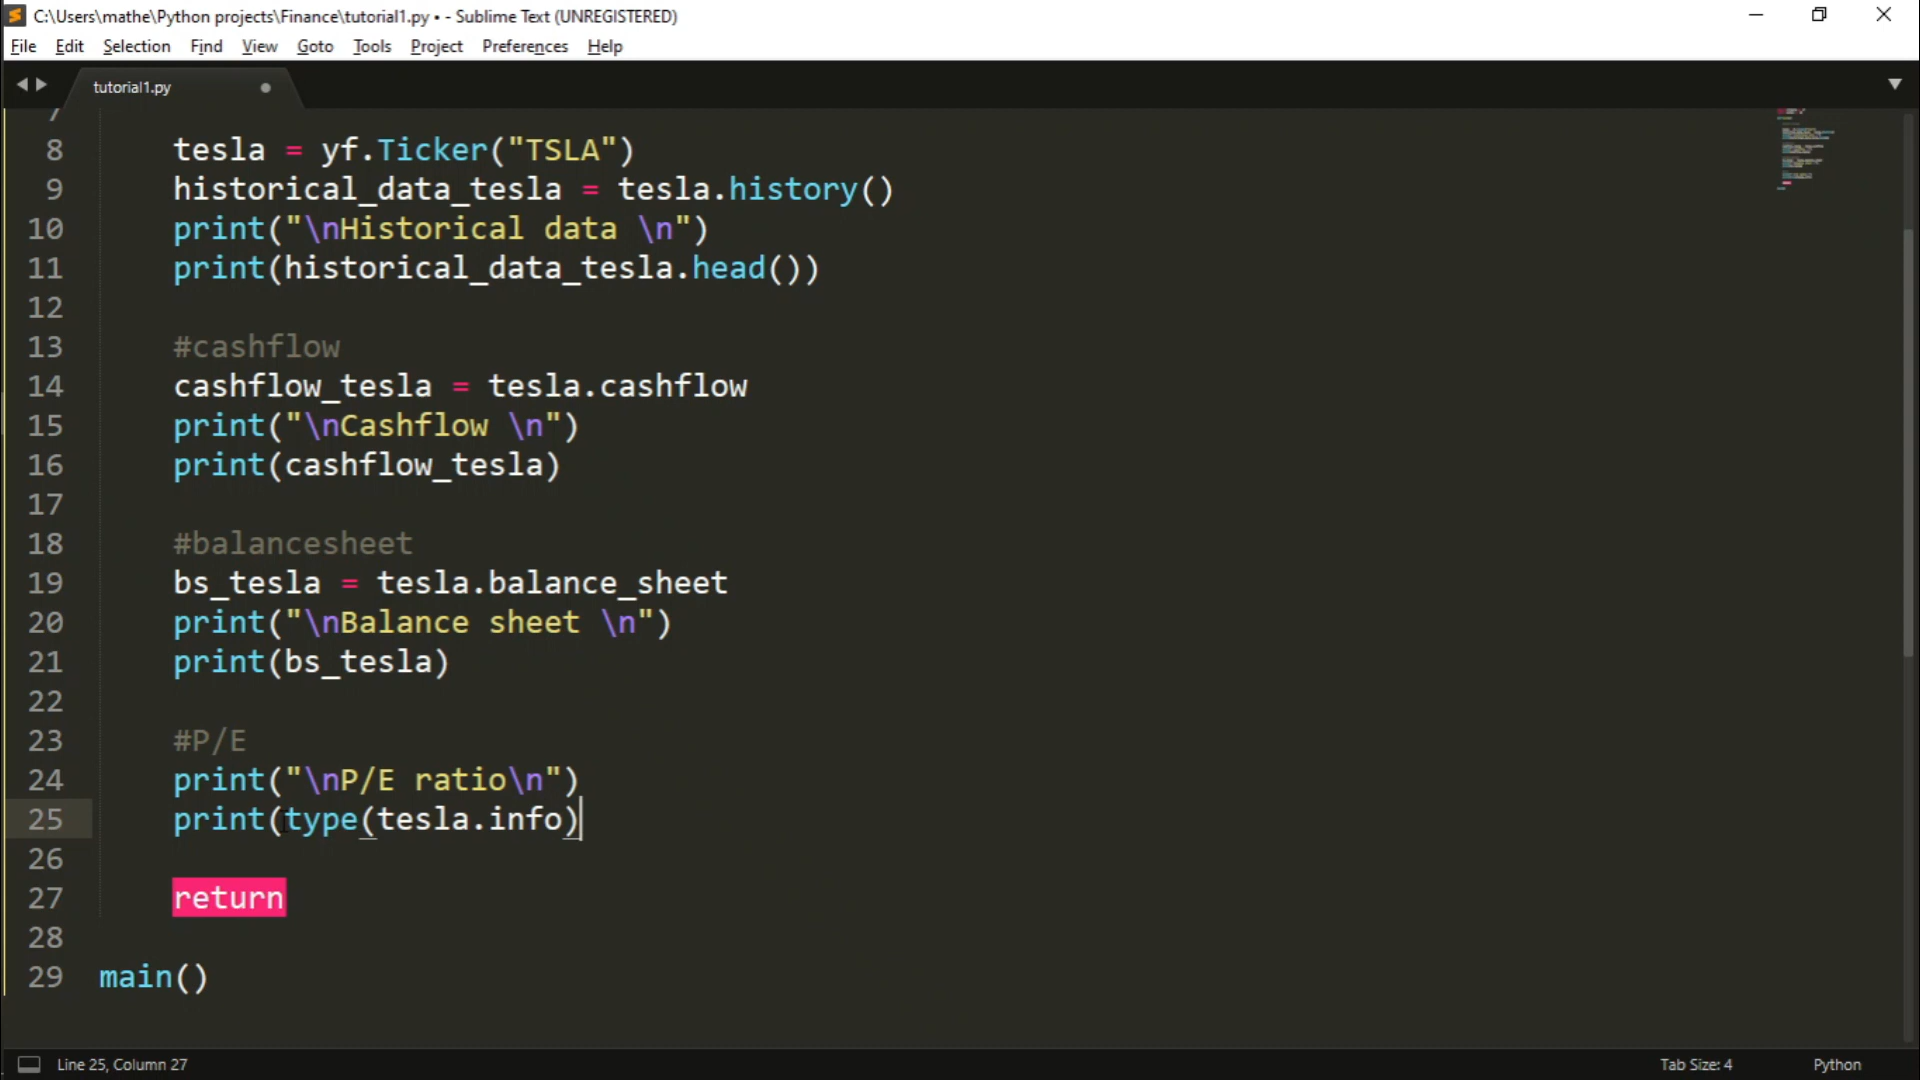 C:\Users\mathe\Python projects\Finance\tutorial1.py • - Sublime Text (UNREGISTERED)
File Edit Selection Find View Goto Tools Project Preferences Help
tutorial1.py
7
8 tesla = yf.Ticker("TSLA")
9 historical_data_tesla = tesla.history()
10 print("\nHistorical data \n")
11 print(historical_data_tesla.head())
12
13 #cashflow
14 cashflow_tesla = tesla.cashflow
15 print("\nCashflow \n")
16 print(cashflow_tesla)
17
18 #balancesheet
19 bs_tesla = tesla.balance_sheet
20 print("\nBalance sheet \n")
21 print(bs_tesla)
22
23 #P/E
24 print("\nP/E ratio\n")
25 print(type(tesla.info)
26
27 return
28
29 main()
Line 25, Column 27 Tab Size: 4 Python